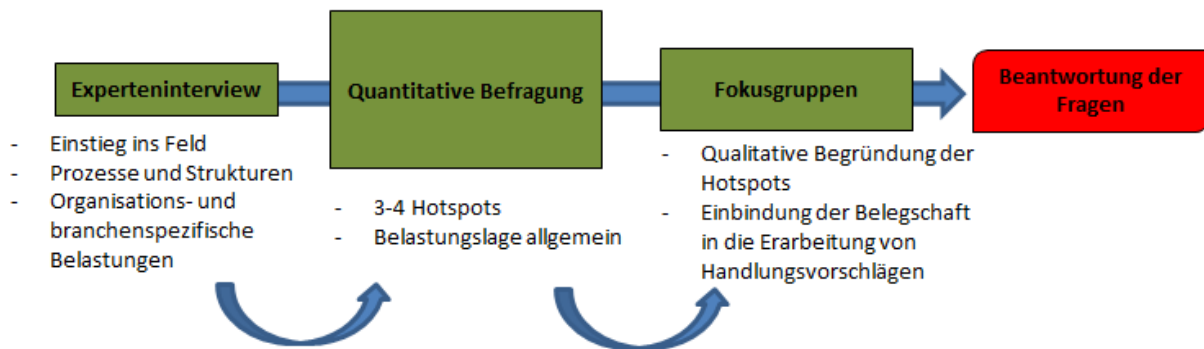 Experteninterview
- Einstieg ins Feld
- Prozesse und Strukturen
- Organisations- und
branchenspezifische
Belastungen
Quantitative Befragung
- 3-4 Hotspots
- Belastungslage allgemein
Fokusgruppen
- Qualitative Begründung der
Hotspots
- Einbindung der Belegschaft
in die Erarbeitung von
Handlungsvorschlägen
Beantwortung der
Fragen